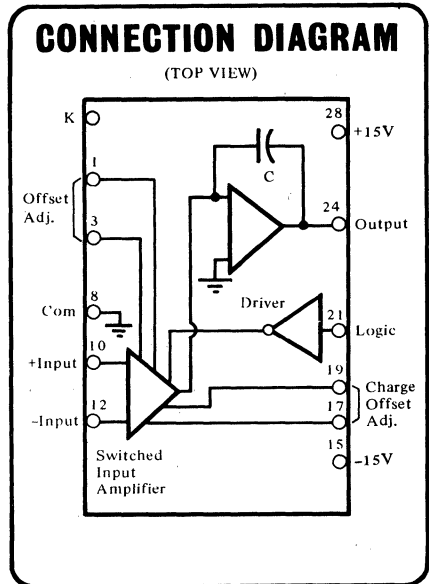 CONNECTION DIAGRAM
(TOP VIEW)
K
28
+15V
1
C
Offset
Adj.
3
24
Output
Com
8
Driver
21
Logic
+Input
10
19
Charge
Offset
Adj.
-Input
12
17
15
-15V
Switched
Input
Amplifier